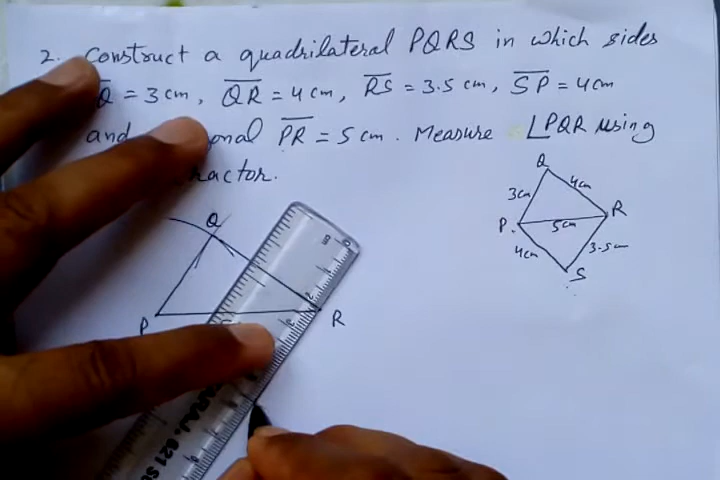 2. Construct a quadrilateral PQRS in which sides
Q = 3 cm, QR = 4 cm, RS = 3.5 cm, SP = 4 cm
and onal PR = 5 cm. Measure ∠PQR using
ractor.
Q
3cm
4cm
P.
5cm
R
4cm
3.5cm
S
Q
P
R